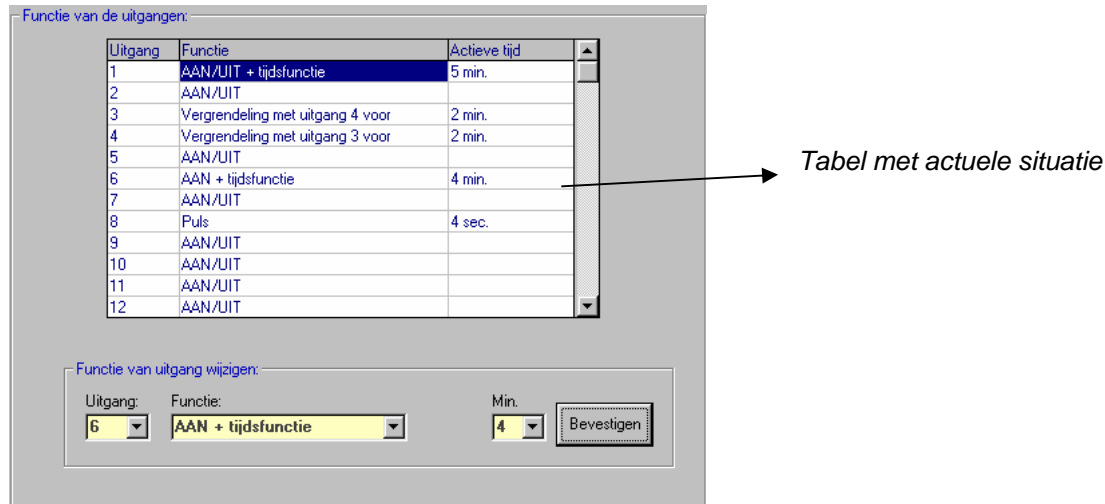 Functie van de uitgangen:
Uitgang Functie Actieve tijd
1 AAN/UIT + tijdsfunctie 5 min.
2 AAN/UIT
3 Vergrendeling met uitgang 4 voor 2 min.
4 Vergrendeling met uitgang 3 voor 2 min.
5 AAN/UIT
6 AAN + tijdsfunctie 4 min.
7 AAN/UIT
8 Puls 4 sec.
9 AAN/UIT
10 AAN/UIT
11 AAN/UIT
12 AAN/UIT
Tabel met actuele situatie
Functie van uitgang wijzigen:
Uitgang: Functie: Min.
6 AAN + tijdsfunctie 4 Bevestigen